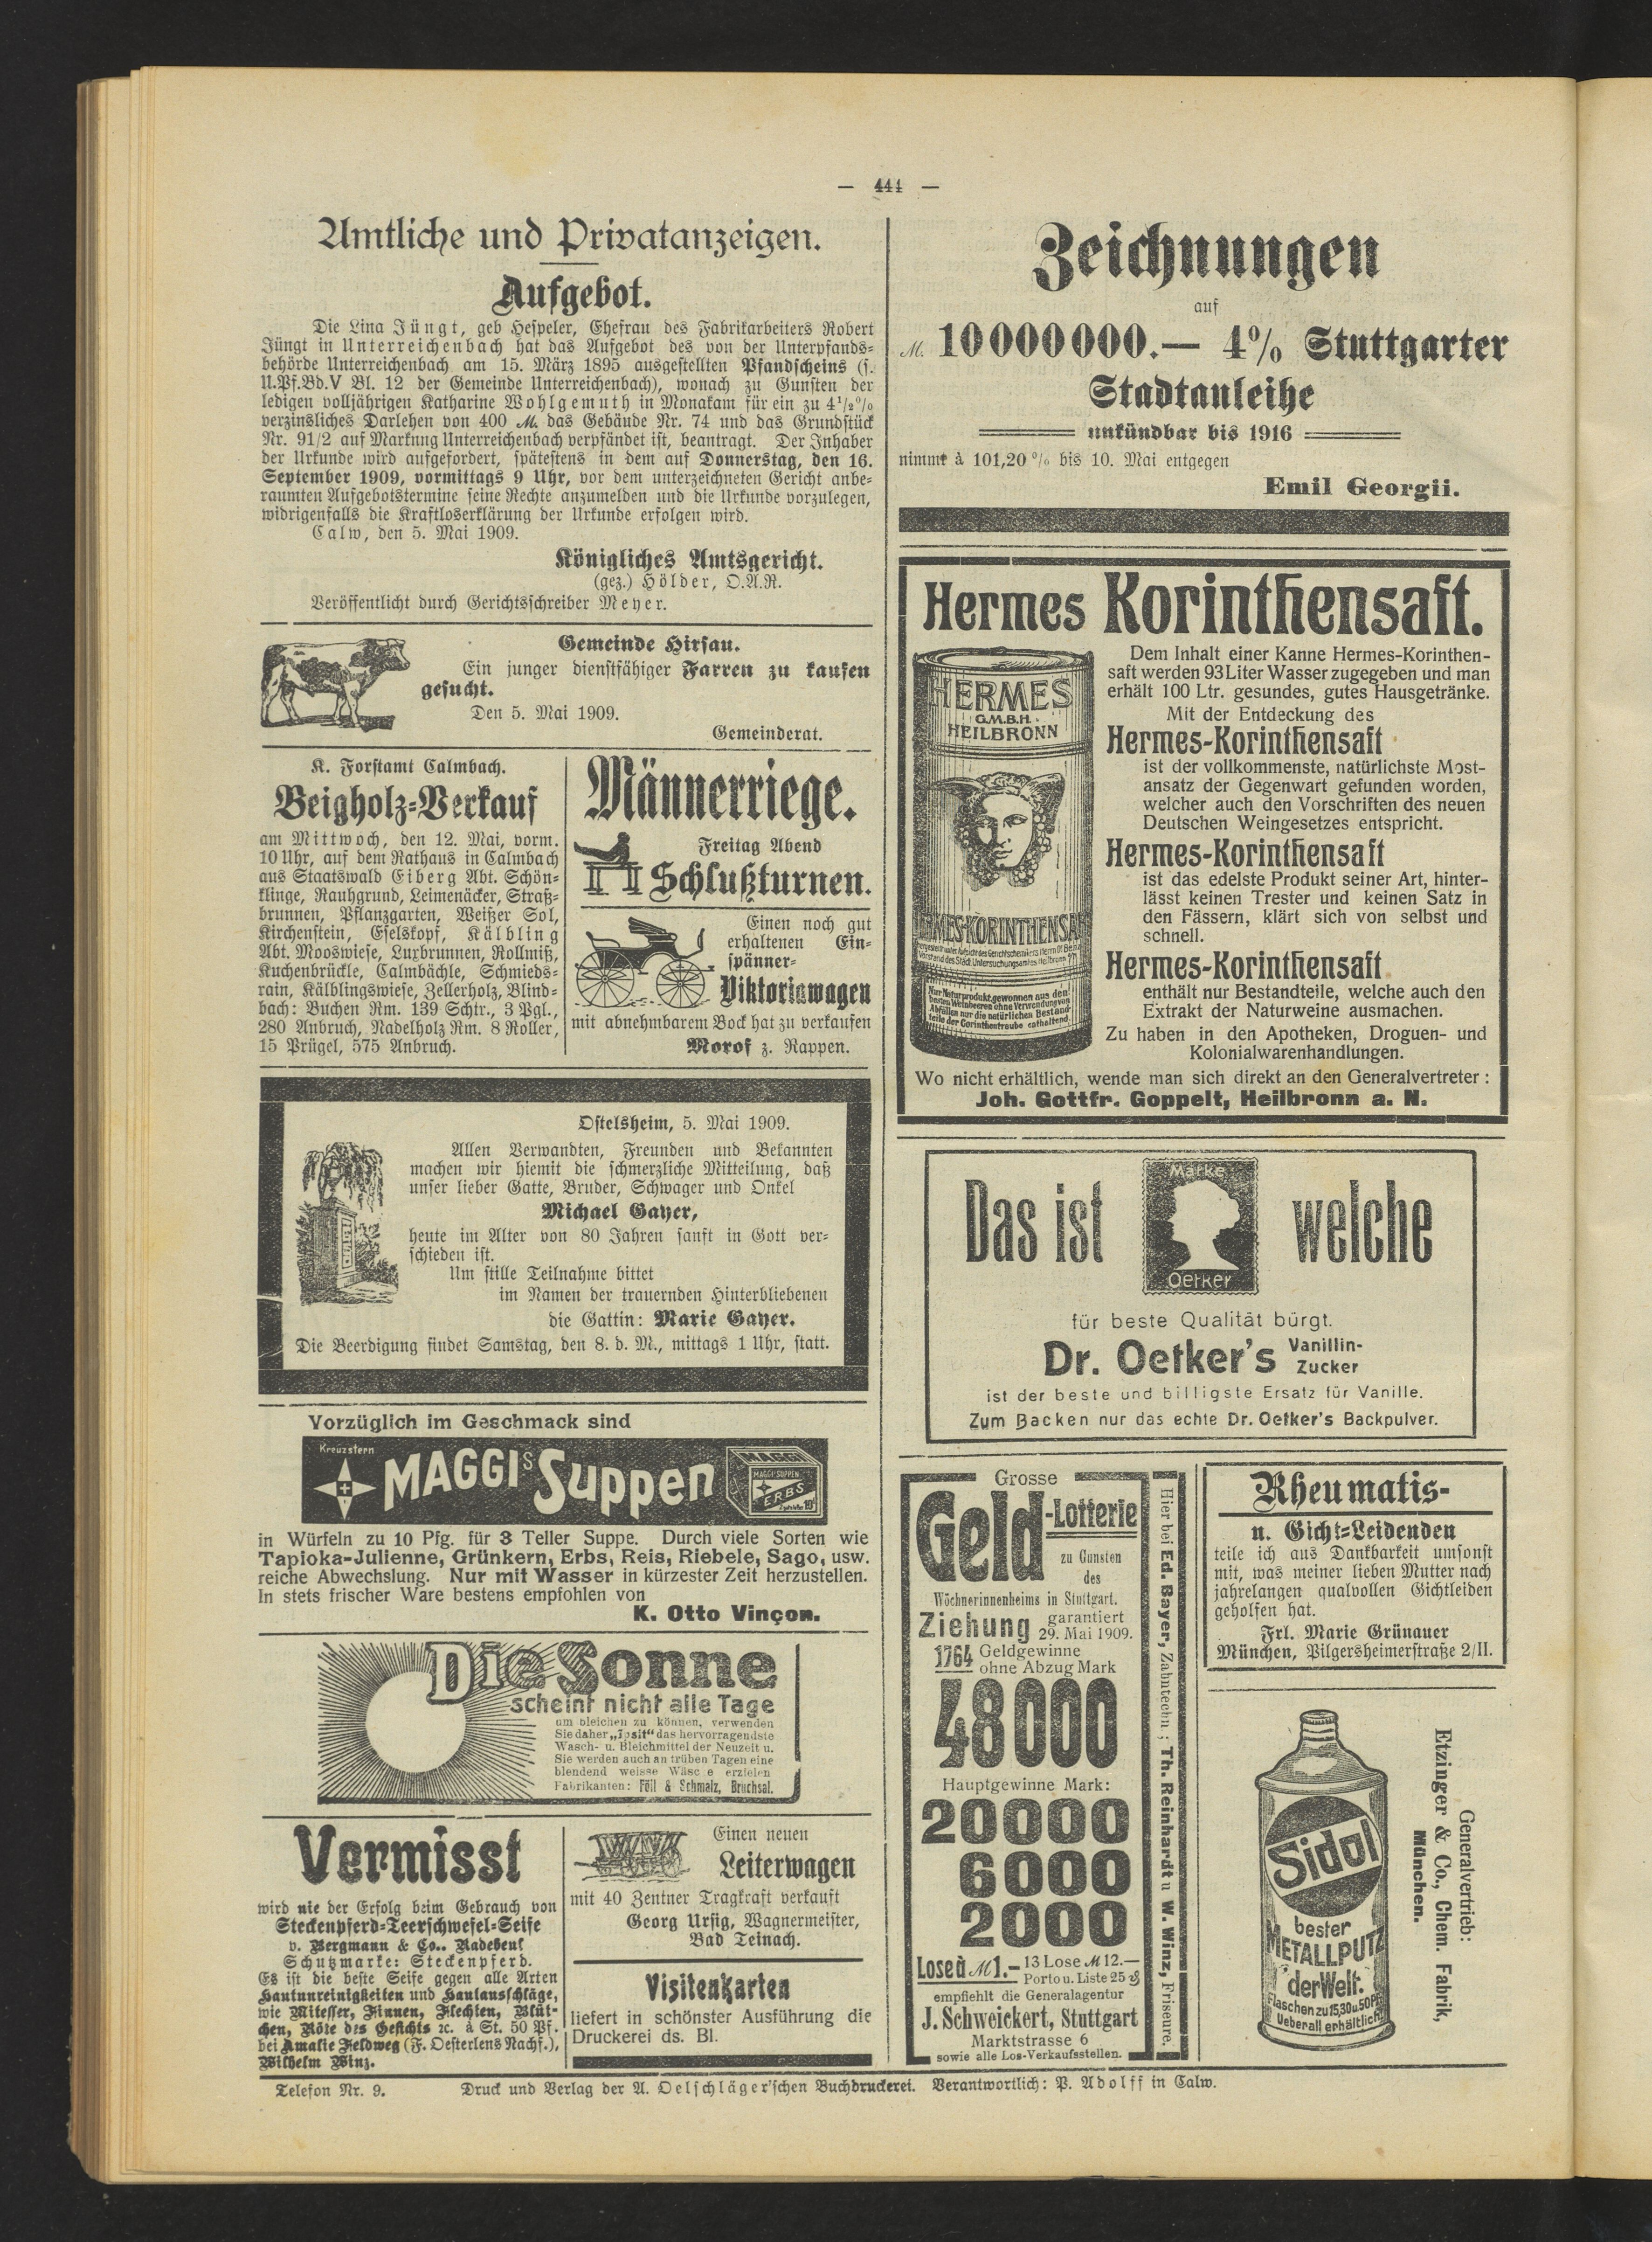 — 444 —
Amtliche und Privatanzeigen.
Aufgebot.
Die Lina Jüngt, geb Hespeler, Ehefrau des Fabrikarbeiters Robert
Jüngt in Unterreichenbach hat das Aufgebot des von der Unterpfands-
behörde Unterreichenbach am 15. März 1895 ausgestellten Pfandscheins (s.
U.Pf.Bd.V Bl. 12 der Gemeinde Unterreichenbach), wonach zu Gunsten der
ledigen volljährigen Katharine Wohlgemuth in Monakam für ein zu 4½%
verzinsliches Darlehen von 400 M. das Gebäude Nr. 74 und das Grundstück
Nr. 91/2 auf Markung Unterreichenbach verpfändet ist, beantragt. Der Inhaber
der Urkunde wird aufgefordert, spätestens in dem auf Donnerstag, den 16.
September 1909, vormittags 9 Uhr, vor dem unterzeichneten Gericht anbe-
raumten Aufgebotstermine seine Rechte anzumelden und die Urkunde vorzulegen,
widrigenfalls die Kraftloserklärung der Urkunde erfolgen wird.
Calw, den 5. Mai 1909.
Königliches Amtsgericht.
(gez.) Hölder, O.A.R.
Veröffentlicht durch Gerichtsschreiber Meyer.
Gemeinde Hirsau.
Ein junger dienstfähiger Farren zu kaufen
gesucht.
Den 5. Mai 1909.
Gemeinderat.
K. Forstamt Calmbach.
Beigholz-Verkauf
am Mittwoch, den 12. Mai, vorm.
10 Uhr, auf dem Rathaus in Calmbach
aus Staatswald Eiberg Abt. Schön-
klinge, Rauhgrund, Leimenäcker, Straß-
brunnen, Pflanzgarten, Weißer Sol,
Kirchenstein, Eselskopf, Kälbling
Abt. Mooswiese, Luxbrunnen, Rollmiß,
Kuchenbrückle, Calmbächle, Schmieds-
rain, Kälblingswiese, Zellerholz, Blind-
bach: Buchen Rm. 139 Schtr., 3 Pgl.,
280 Anbruch, Nadelholz Rm. 8 Roller,
15 Prügel, 575 Anbruch.
Männerriege.
Freitag Abend
Schlußturnen.
Einen noch gut
erhaltenen Ein-
spänner-
Viktoriawagen
mit abnehmbarem Bock hat zu verkaufen
Morof z. Rappen.
Ostelsheim, 5. Mai 1909.
Allen Verwandten, Freunden und Bekannten
machen wir hiemit die schmerzliche Mitteilung, daß
unser lieber Gatte, Bruder, Schwager und Onkel
Michael Gayer,
heute im Alter von 80 Jahren sanft in Gott ver-
schieden ist.
Um stille Teilnahme bittet
im Namen der trauernden Hinterbliebenen
die Gattin: Marie Gayer.
Die Beerdigung findet Samstag, den 8. d. M., mittags 1 Uhr, statt.
Vorzüglich im Geschmack sind
Kreuzstern
MAGGIs Suppen
MAGGI
MAGGI'S SUPPEN
ERBS
in Würfeln zu 10 Pfg. für 3 Teller Suppe. Durch viele Sorten wie
Tapioka-Julienne, Grünkern, Erbs, Reis, Riebele, Sago, usw.
reiche Abwechslung. Nur mit Wasser in kürzester Zeit herzustellen.
In stets frischer Ware bestens empfohlen von
K. Otto Vinçon.
Die Sonne
scheint nicht alle Tage
um bleichen zu können, verwenden
Sie daher „Ipsit“ das hervorragendste
Wasch- u. Bleichmittel der Neuzeit u.
Sie werden auch an trüben Tagen eine
blendend weisse Wäsc e erzielen
Fabrikanten: Föll & Schmalz, Bruchsal.
Vermisst
wird nie der Erfolg beim Gebrauch von
Steckenpferd-Teerschwefel-Seife
v. Bergmann & Co.. Radebeul
Schutzmarke: Steckenpferd.
Es ist die beste Seife gegen alle Arten
Hautunreinigkeiten und Hautausschläge,
wie Mitesser, Finnen, Flechten, Blüt-
chen, Röte des Gesichts ꝛc. à St. 50 Pf.
bei Amalie Feldweg (F. Oesterlens Nachf.),
Wilhelm Winz.
Einen neuen
Leiterwagen
mit 40 Zentner Tragkraft verkauft
Georg Ursig, Wagnermeister,
Bad Teinach.
Visitenkarten
liefert in schönster Ausführung die
Druckerei ds. Bl.
Zeichnungen
auf
M. 10000000.— 4% Stuttgarter
Stadtanleihe
unkündbar bis 1916
nimmt à 101,20 % bis 10. Mai entgegen
Emil Georgii.
Hermes Korinthensaft.
HERMES
G.M.B.H.
HEILBRONN
HERMES-KORINTHENSAFT
Nur Naturprodukt, gewonnen aus den
besten Weinbeeren ohne Verwendung von
Abfällen nur die natürlichen Bestand-
teile der Corinthentraube enthaltend.
Dem Inhalt einer Kanne Hermes-Korinthen-
saft werden 93 Liter Wasser zugegeben und man
erhält 100 Ltr. gesundes, gutes Hausgetränke.
Mit der Entdeckung des
Hermes-Korinthensaft
ist der vollkommenste, natürlichste Most-
ansatz der Gegenwart gefunden worden,
welcher auch den Vorschriften des neuen
Deutschen Weingesetzes entspricht.
Hermes-Korinthensaft
ist das edelste Produkt seiner Art, hinter-
lässt keinen Trester und keinen Satz in
den Fässern, klärt sich von selbst und
schnell.
Hermes-Korinthensaft
enthält nur Bestandteile, welche auch den
Extrakt der Naturweine ausmachen.
Zu haben in den Apotheken, Droguen- und
Kolonialwarenhandlungen.
Wo nicht erhältlich, wende man sich direkt an den Generalvertreter:
Joh. Gottfr. Goppelt, Heilbronn a. N.
Das ist
Marke
Oetker
welche
für beste Qualität bürgt.
Dr. Oetker's Vanillin-
Zucker
ist der beste und billigste Ersatz für Vanille.
Zum Backen nur das echte Dr. Oetker's Backpulver.
Grosse
Geld-Lotterie
zu Gunsten
des
Wöchnerinnenheims in Stuttgart.
Ziehung garantiert
29. Mai 1909.
1764 Geldgewinne
ohne Abzug Mark
48000
Hauptgewinne Mark:
20000
6000
2000
Lose à M 1.— 13 Lose M 12.—
Porto u. Liste 25 ₰
empfiehlt die Generalagentur
J. Schweickert, Stuttgart
Marktstrasse 6
sowie alle Los-Verkaufsstellen.
Hier bei Ed. Bayer, Zahntechn.; Th. Reinhardt u W. Winz, Friseure.
Rheumatis-
u. Gicht-Leidenden
teile ich aus Dankbarkeit umsonst
mit, was meiner lieben Mutter nach
jahrelangen qualvollen Gichtleiden
geholfen hat.
Frl. Marie Grünauer
München, Pilgersheimerstraße 2/II.
Sidol
bester
METALLPUTZ
der Welt.
Flaschen zu 15,30 u. 50 Pf.
Ueberall erhältlich!
Generalvertrieb:
Etzinger & Co., Chem. Fabrik,
München.
Telefon Nr. 9. Druck und Verlag der A. Oelschläger'schen Buchdruckerei. Verantwortlich: P. Adolff in Calw.